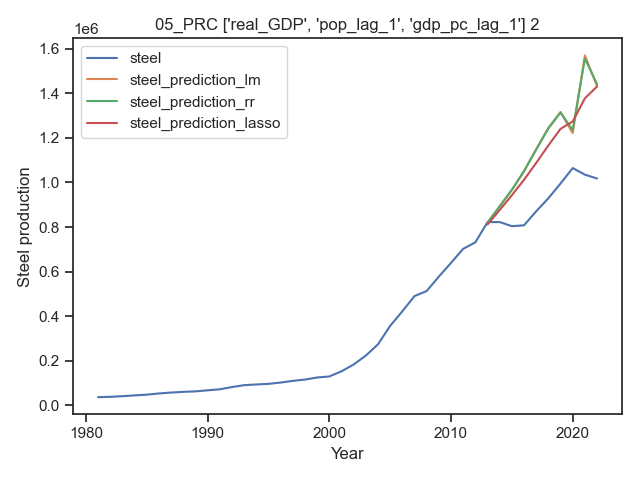 05_PRC ['real_GDP', 'pop_lag_1', 'gdp_pc_lag_1'] 2
1e6
steel
steel_prediction_lm
steel_prediction_rr
steel_prediction_lasso
Steel production
1.6
1.4
1.2
1.0
0.8
0.6
0.4
0.2
0.0
1980 1990 2000 2010 2020
Year